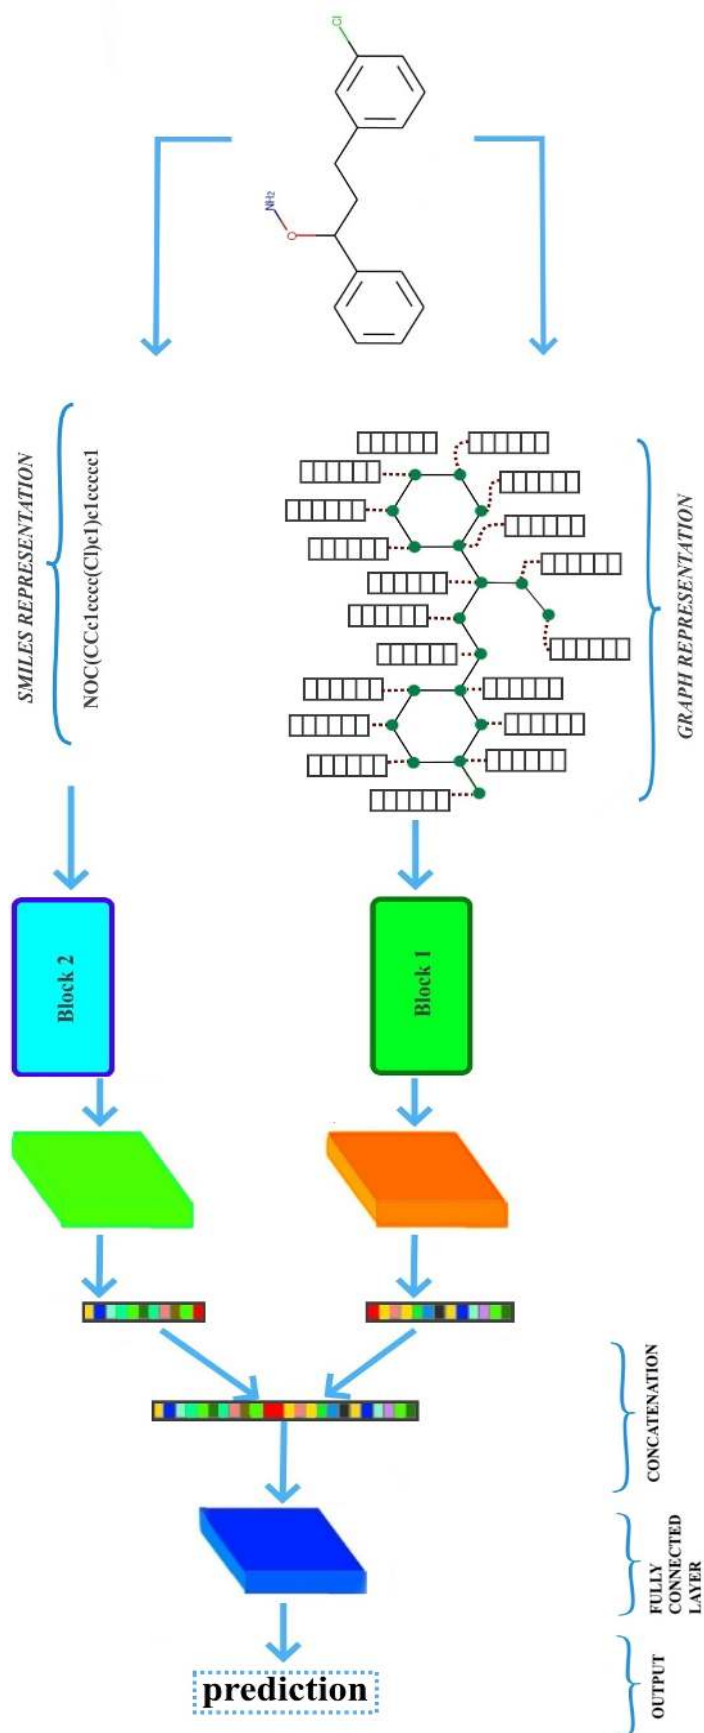 Cl
NH₂
O
SMILES REPRESENTATION
NOC(CCc1cccc(Cl)c1)c1ccccc1
GRAPH REPRESENTATION
Block 2
Block 1
CONCATENATION
FULLY
CONNECTED
LAYER
OUTPUT
prediction